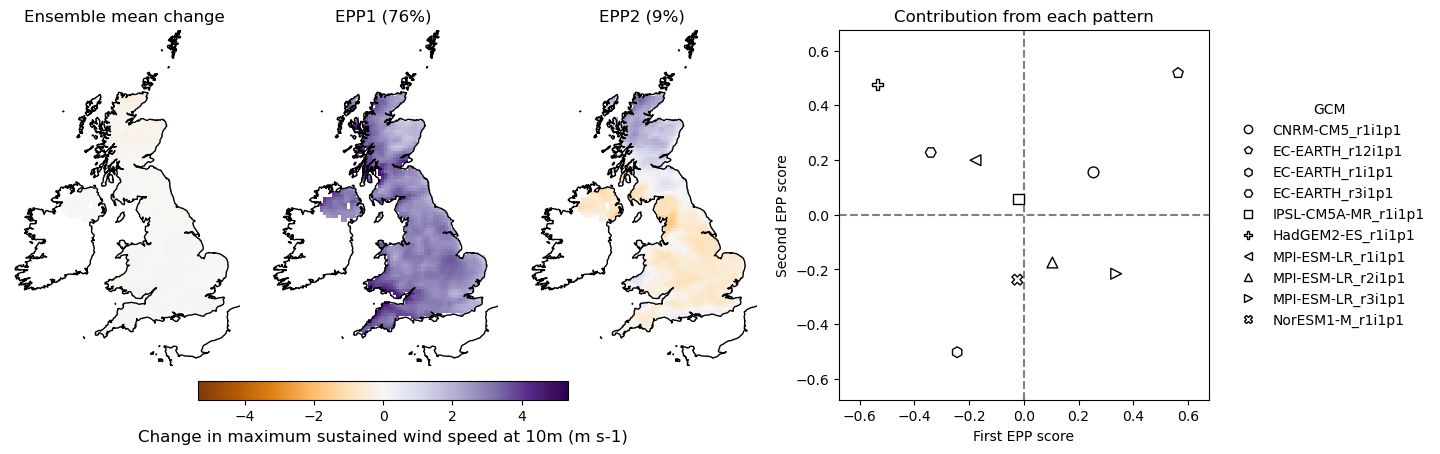 Ensemble mean change
EPP1 (76%)
EPP2 (9%)
−4
−2
0
2
4
Change in maximum sustained wind speed at 10m (m s-1)
Contribution from each pattern
Second EPP score
0.6
0.4
0.2
0.0
−0.2
−0.4
−0.6
−0.6
−0.4
−0.2
0.0
0.2
0.4
0.6
First EPP score
GCM
CNRM-CM5_r1i1p1
EC-EARTH_r12i1p1
EC-EARTH_r1i1p1
EC-EARTH_r3i1p1
IPSL-CM5A-MR_r1i1p1
HadGEM2-ES_r1i1p1
MPI-ESM-LR_r1i1p1
MPI-ESM-LR_r2i1p1
MPI-ESM-LR_r3i1p1
NorESM1-M_r1i1p1